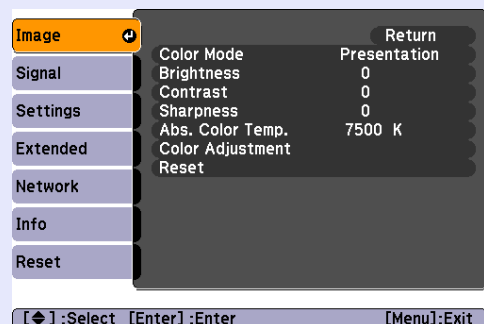 Image
Signal
Settings
Extended
Network
Info
Reset
Return
Color Mode Presentation
Brightness 0
Contrast 0
Sharpness 0
Abs. Color Temp. 7500 K
Color Adjustment
Reset
[ ] :Select [Enter] :Enter [Menu]:Exit